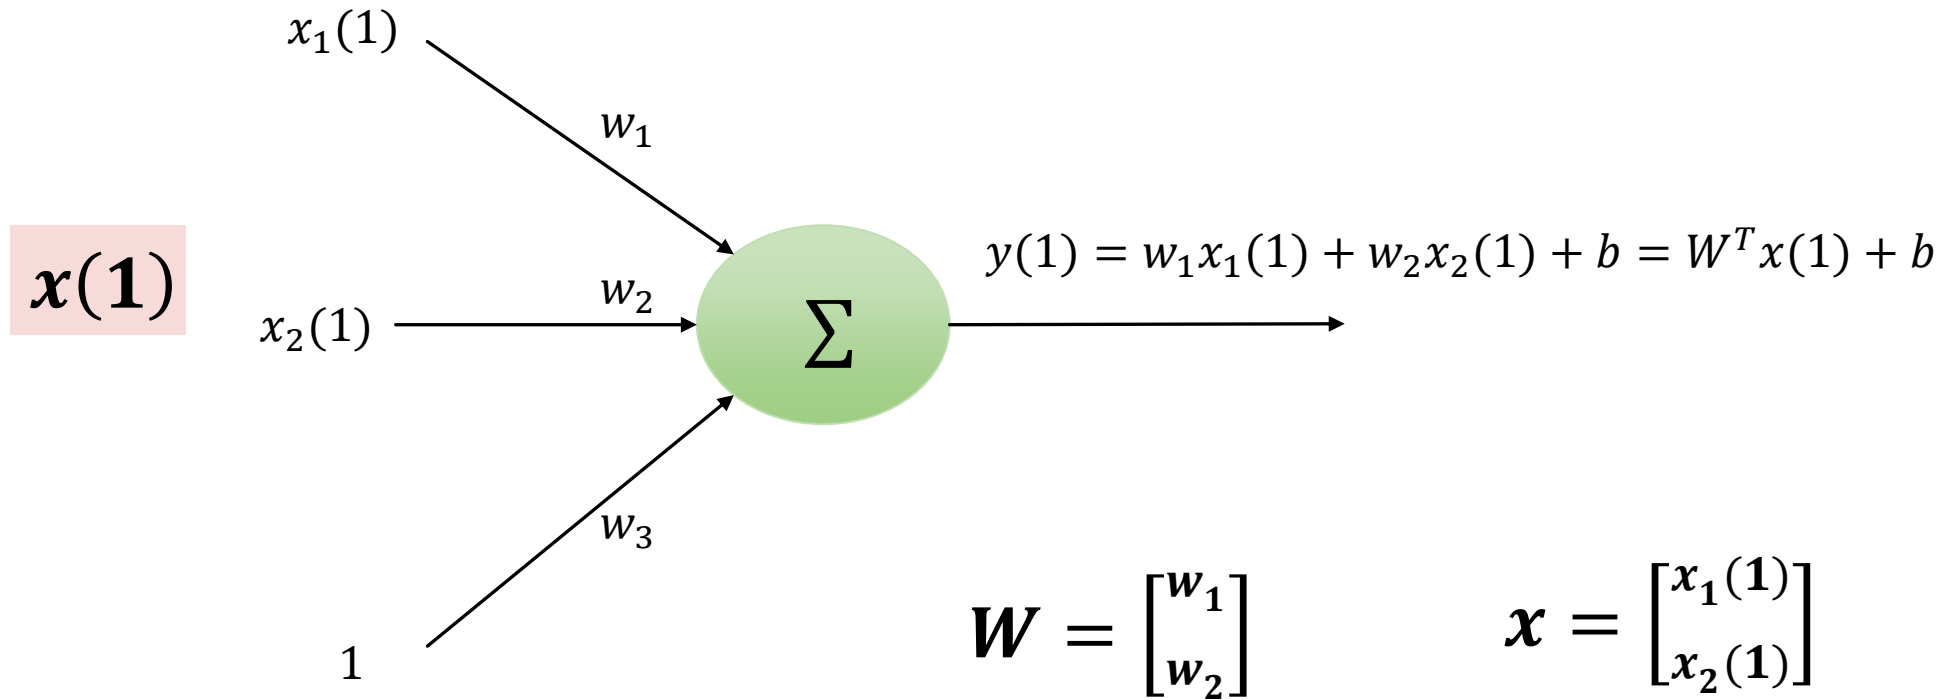 x₁(1)
w₁
x(1)
x₂(1)
w₂
∑
y(1) = w₁x₁(1) + w₂x₂(1) + b = Wᵀx(1) + b
w₃
1
W = [w₁
w₂]
x = [x₁(1)
x₂(1)]